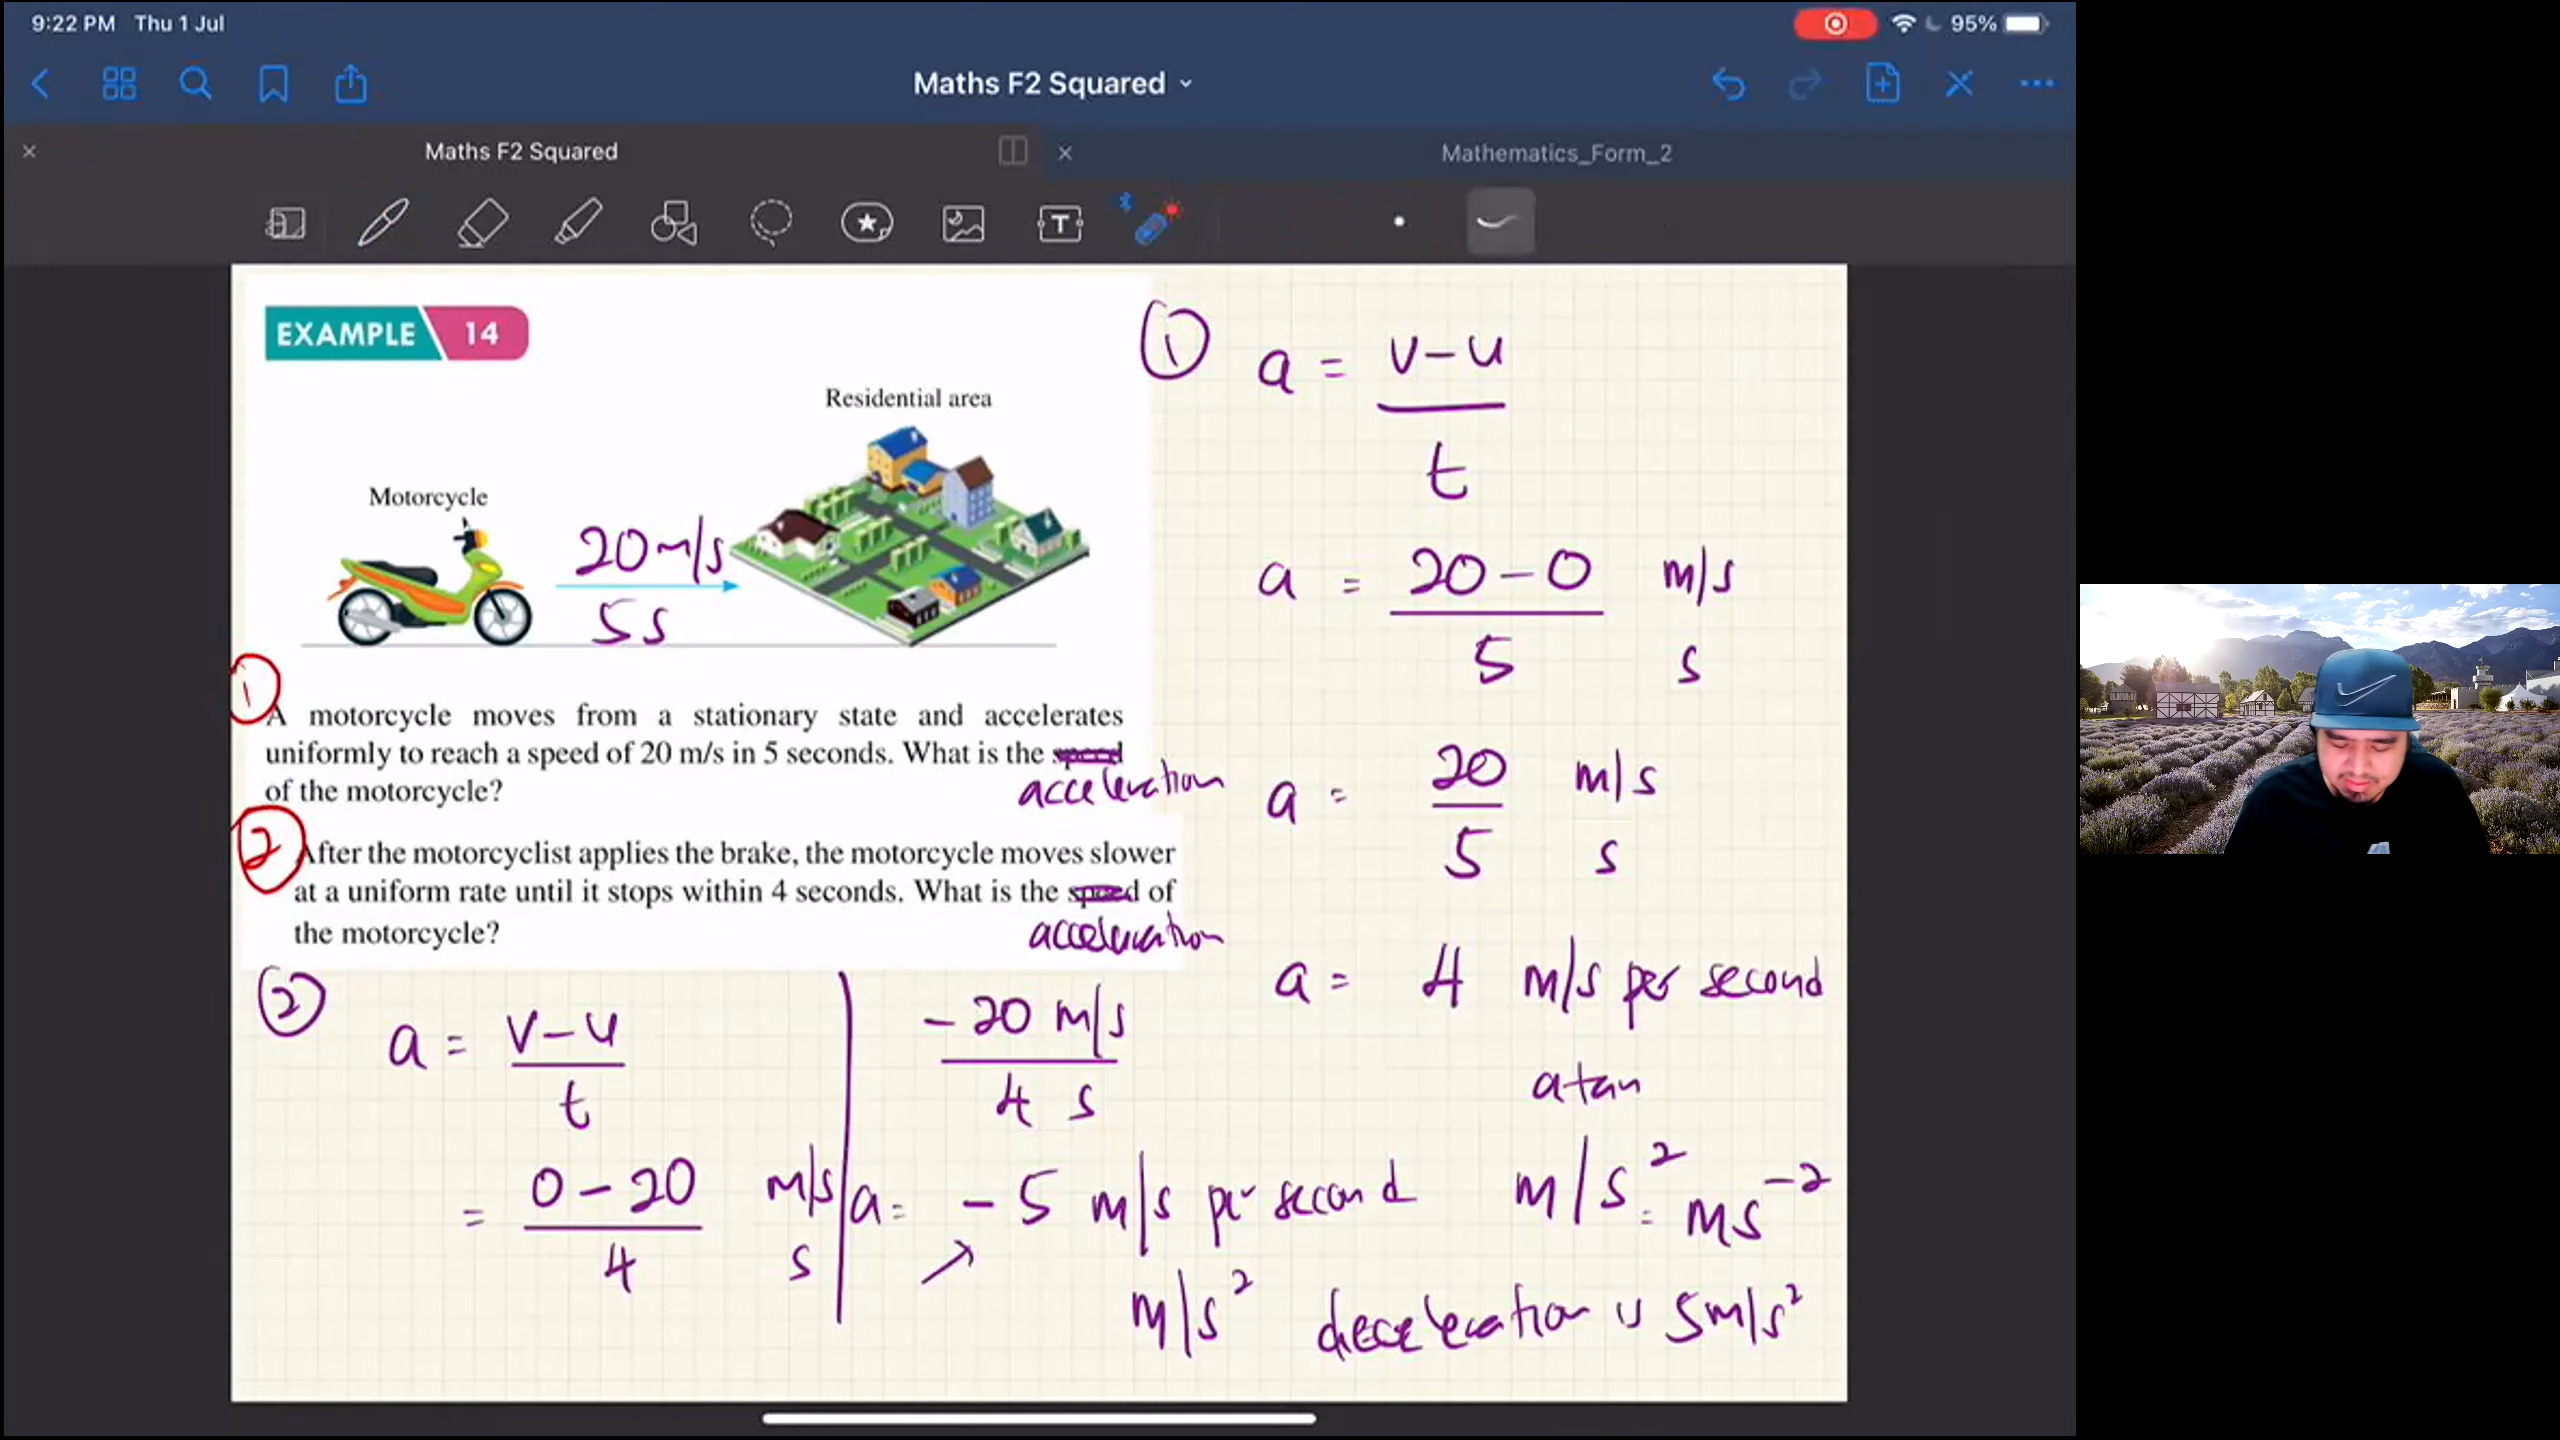 9:22 PM Thu 1 Jul
95%
Maths F2 Squared
Maths F2 Squared
Mathematics_Form_2
T
EXAMPLE 14
Residential area
Motorcycle
20 m/s
5s
1
A motorcycle moves from a stationary state and accelerates
uniformly to reach a speed of 20 m/s in 5 seconds. What is the speed
of the motorcycle?
acceleration
2
After the motorcyclist applies the brake, the motorcycle moves slower
at a uniform rate until it stops within 4 seconds. What is the speed of
the motorcycle?
acceleration
1
a = v-u
t
a = 20-0 m/s
5 s
a = 20 m/s
5 s
a = 4 m/s per second
atau
m/s² = ms⁻²
2
a = v-u
t
= 0-20 m/s
4 s
-20 m/s
4 s
a = -5 m/s per second
m/s²
deceleration is 5m/s²